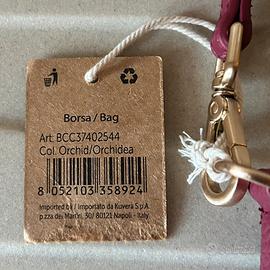 Borsa / Bag
Art: BCC37402544
Col. Orchid/Orchidea
8 052103 358924
Imported by / Importato da Kuvera S.p.A.
p.zza dei Martiri, 30/ 80121 Napoli - Italy